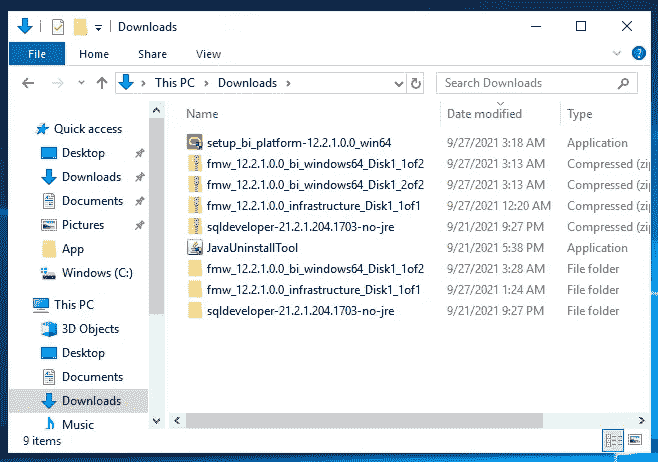 Downloads
File Home Share View
This PC Downloads Search Downloads
Name Date modified Type
Quick access
Desktop
Downloads
Documents
Pictures
App
Windows (C:)
This PC
3D Objects
Desktop
Documents
Downloads
Music
setup_bi_platform-12.2.1.0.0_win64 9/27/2021 3:18 AM Application
fmw_12.2.1.0.0_bi_windows64_Disk1_1of2 9/27/2021 3:13 AM Compressed (zip
fmw_12.2.1.0.0_bi_windows64_Disk1_2of2 9/27/2021 3:13 AM Compressed (zip
fmw_12.2.1.0.0_infrastructure_Disk1_1of1 9/27/2021 12:20 AM Compressed (zip
sqldeveloper-21.2.1.204.1703-no-jre 9/21/2021 9:27 PM Compressed (zip
JavaUninstallTool 9/21/2021 5:38 PM Application
fmw_12.2.1.0.0_bi_windows64_Disk1_1of2 9/27/2021 3:28 AM File folder
fmw_12.2.1.0.0_infrastructure_Disk1_1of1 9/27/2021 1:24 AM File folder
sqldeveloper-21.2.1.204.1703-no-jre 9/21/2021 9:27 PM File folder
9 items